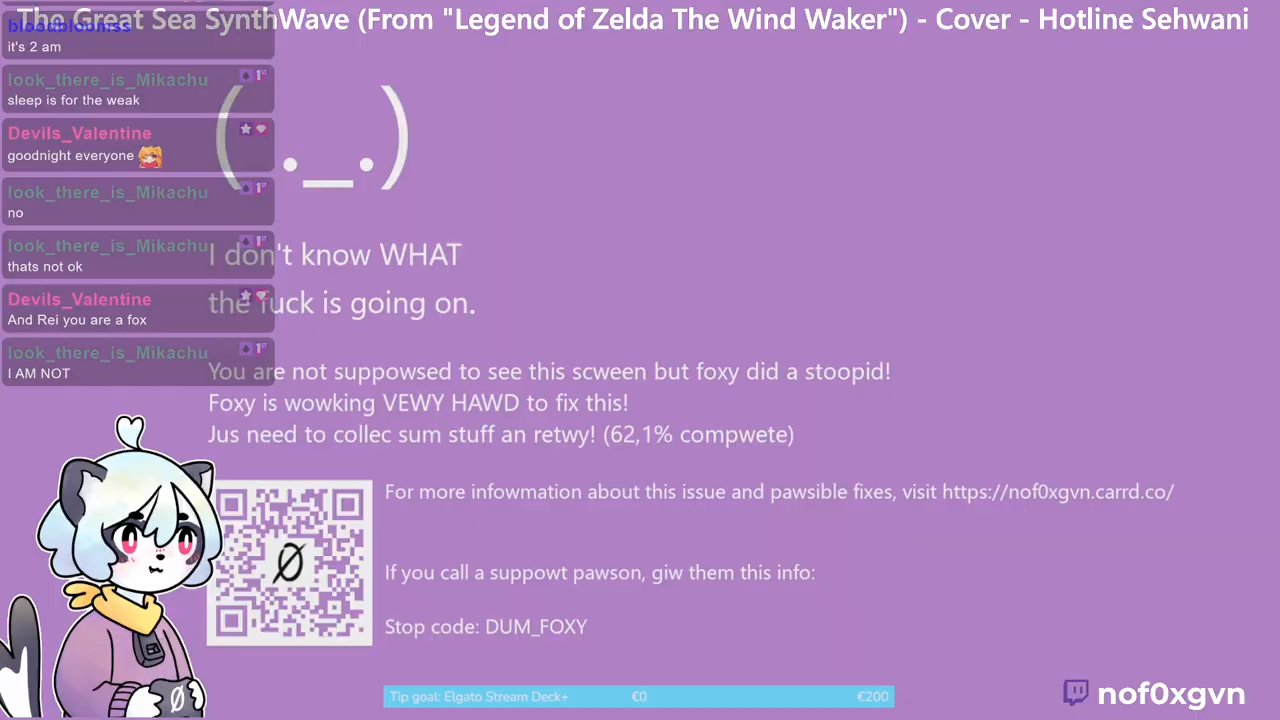 The Great Sea SynthWave (From "Legend of Zelda The Wind Waker") - Cover - Hotline Sehwani
bloodbloomss
it's 2 am
look_there_is_Mikachu
sleep is for the weak
Devils_Valentine
goodnight everyone
look_there_is_Mikachu
no
look_there_is_Mikachu
thats not ok
Devils_Valentine
And Rei you are a fox
look_there_is_Mikachu
I AM NOT
( ._.)
I don't know WHAT
the fuck is going on.
You are not suppowsed to see this scween but foxy did a stoopid!
Foxy is wowking VEWY HAWD to fix this!
Jus need to collec sum stuff an retwy! (62,1% compwete)
For more infowmation about this issue and pawsible fixes, visit https://nof0xgvn.carrd.co/
If you call a suppowt pawson, giw them this info:
Stop code: DUM_FOXY
Ø
Ø
Tip goal: Elgato Stream Deck+ €0 €200
nof0xgvn